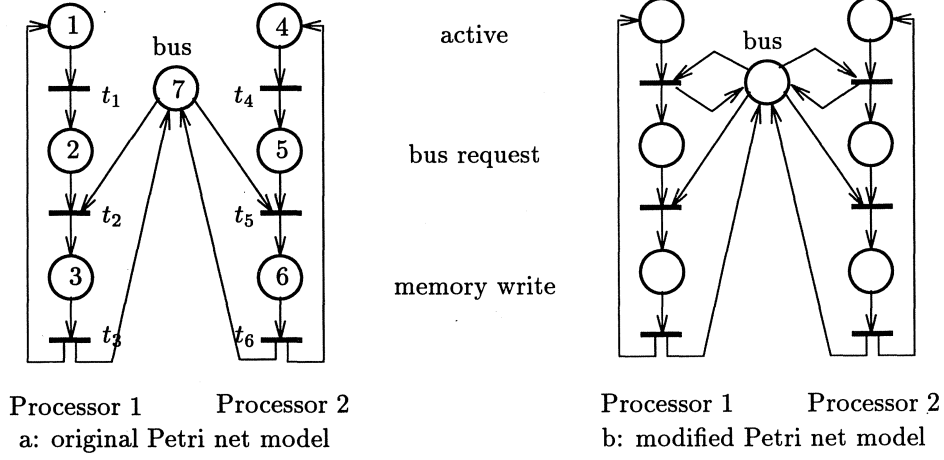 1
4
active
bus
bus
t1
7
t4
2
bus request
5
t2
t5
3
6
memory write
t3
t6
Processor 1
Processor 2
Processor 1
Processor 2
a: original Petri net model
b: modified Petri net model